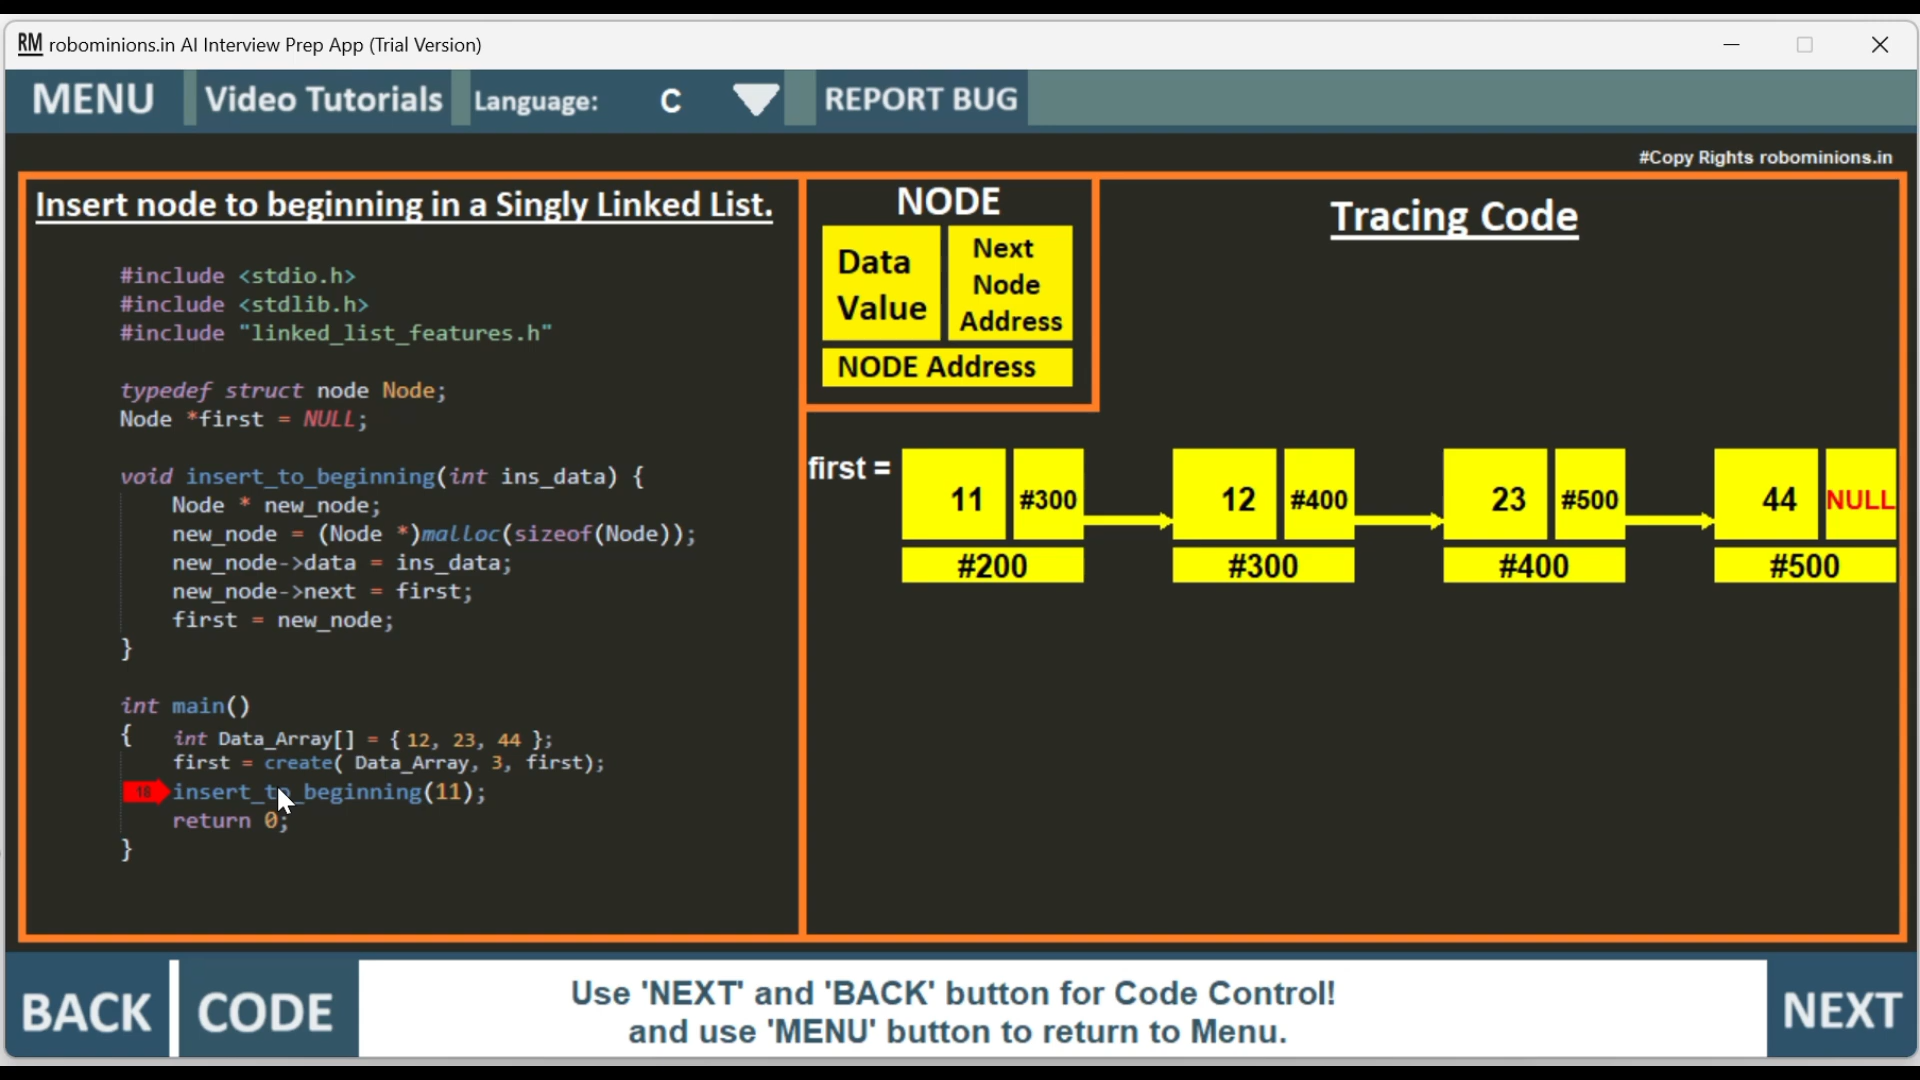 RM robominions.in AI Interview Prep App (Trial Version)
MENU Video Tutorials Language: C REPORT BUG
#Copy Rights robominions.in
Insert node to beginning in a Singly Linked List.
#include <stdio.h>
#include <stdlib.h>
#include "linked_list_features.h"
typedef struct node Node;
Node *first = NULL;
void insert_to_beginning(int ins_data) {
Node * new_node;
new_node = (Node *)malloc(sizeof(Node));
new_node->data = ins_data;
new_node->next = first;
first = new_node;
}
int main()
{ int Data_Array[] = { 12, 23, 44 };
first = create( Data_Array, 3, first);
18 insert_to_beginning(11);
return 0;
}
NODE
Data
Value
Next
Node
Address
NODE Address
Tracing Code
first = 11 #300 12 #400 23 #500 44 NULL
#200 #300 #400 #500
BACK CODE
Use 'NEXT' and 'BACK' button for Code Control!
and use 'MENU' button to return to Menu.
NEXT